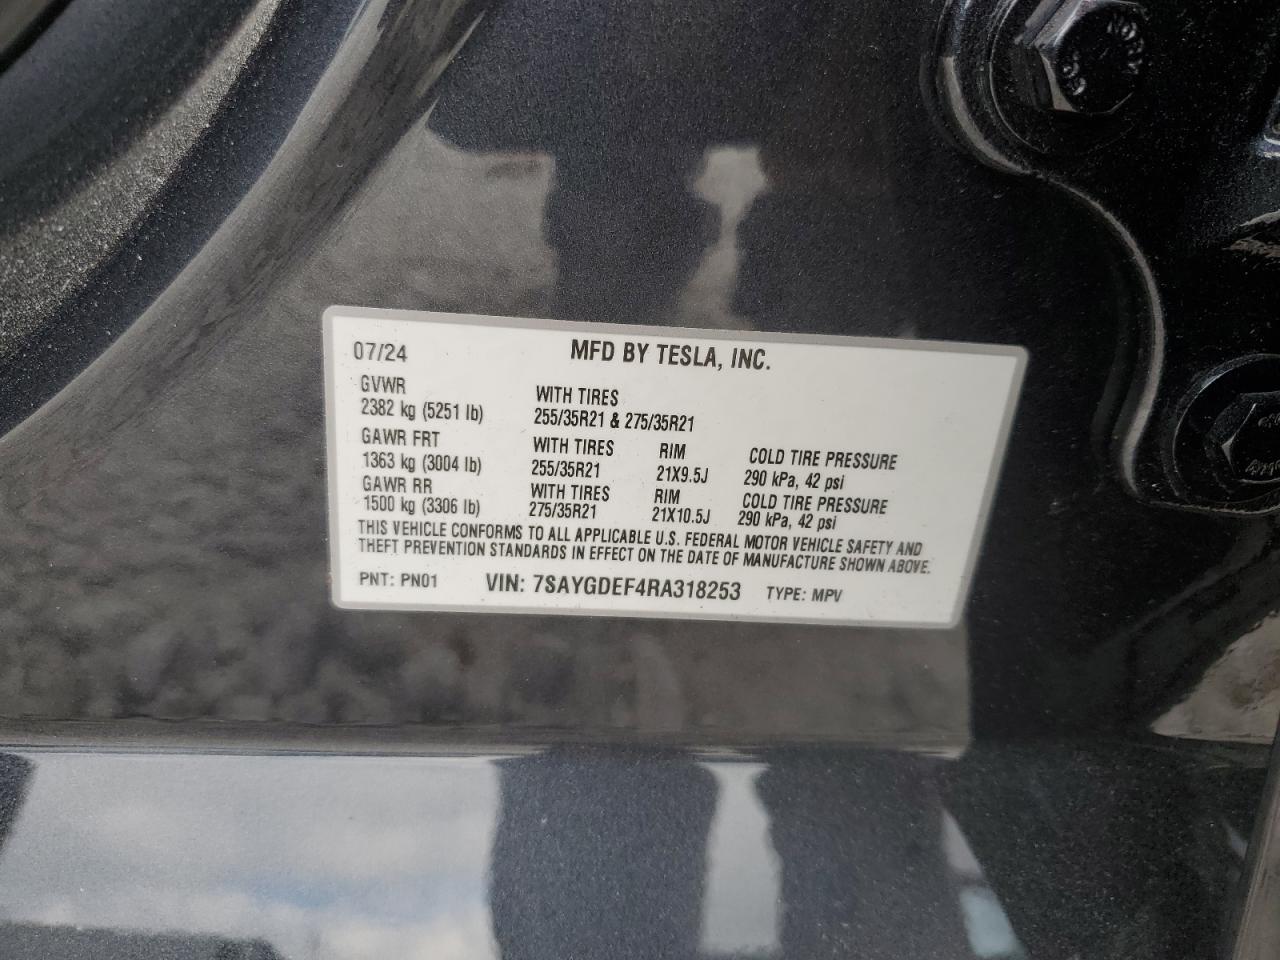 07/24 MFD BY TESLA, INC.
GVWR WITH TIRES
2382 kg (5251 lb) 255/35R21 & 275/35R21
GAWR FRT WITH TIRES RIM COLD TIRE PRESSURE
1363 kg (3004 lb) 255/35R21 21X9.5J 290 kPa, 42 psi
GAWR RR WITH TIRES RIM COLD TIRE PRESSURE
1500 kg (3306 lb) 275/35R21 21X10.5J 290 kPa, 42 psi
THIS VEHICLE CONFORMS TO ALL APPLICABLE U.S. FEDERAL MOTOR VEHICLE SAFETY AND
THEFT PREVENTION STANDARDS IN EFFECT ON THE DATE OF MANUFACTURE SHOWN ABOVE.
PNT: PN01 VIN: 7SAYGDEF4RA318253 TYPE: MPV